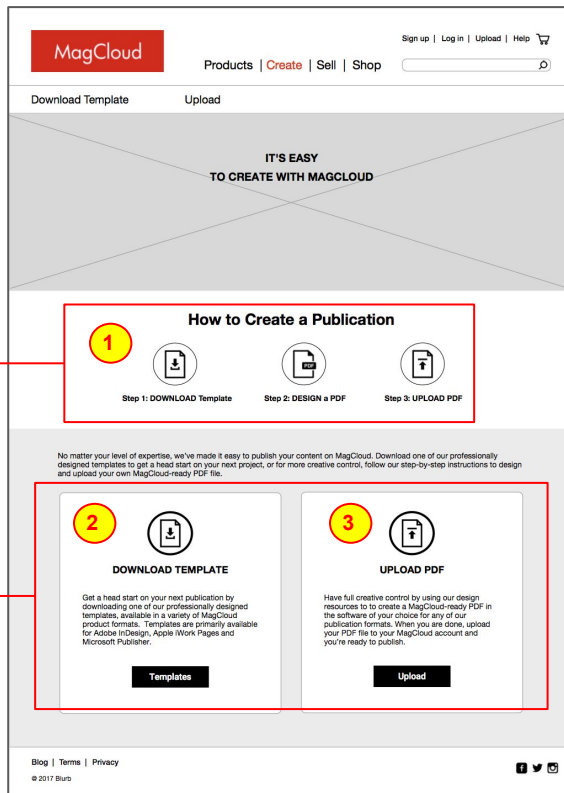 MagCloud
Sign up | Log in | Upload | Help
Products | Create | Sell | Shop
Download Template Upload
IT'S EASY
TO CREATE WITH MAGCLOUD
How to Create a Publication
1
PDF
Step 1: DOWNLOAD Template Step 2: DESIGN a PDF Step 3: UPLOAD PDF
No matter your level of expertise, we've made it easy to publish your content on MagCloud. Download one of our professionally
designed templates to get a head start on your next project, or for more creative control, follow our step-by-step instructions to design
and upload your own MagCloud-ready PDF file.
2
DOWNLOAD TEMPLATE
Get a head start on your next publication by
downloading one of our professionally designed
templates, available in a variety of MagCloud
product formats. Templates are primarily available
for Adobe InDesign, Apple iWork Pages and
Microsoft Publisher.
Templates
3
UPLOAD PDF
Have full creative control by using our design
resources to to create a MagCloud-ready PDF in
the software of your choice for any of our
publication formats. When you are done, upload
your PDF file to your MagCloud account and
you're ready to publish.
Upload
Blog | Terms | Privacy
© 2017 Blurb